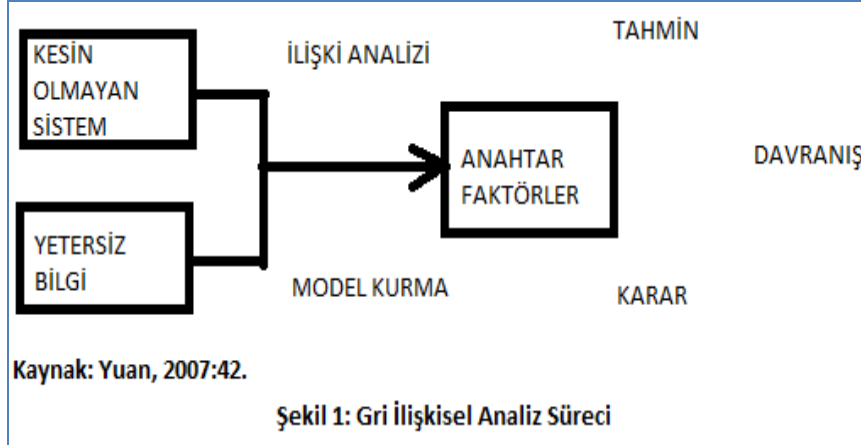 KESİN
OLMAYAN
SİSTEM
İLİŞKİ ANALİZİ
TAHMİN
ANAHTAR
FAKTÖRLER
DAVRANIŞ
YETERSİZ
BİLGİ
MODEL KURMA
KARAR
Kaynak: Yuan, 2007:42.
Şekil 1: Gri İlişkisel Analiz Süreci